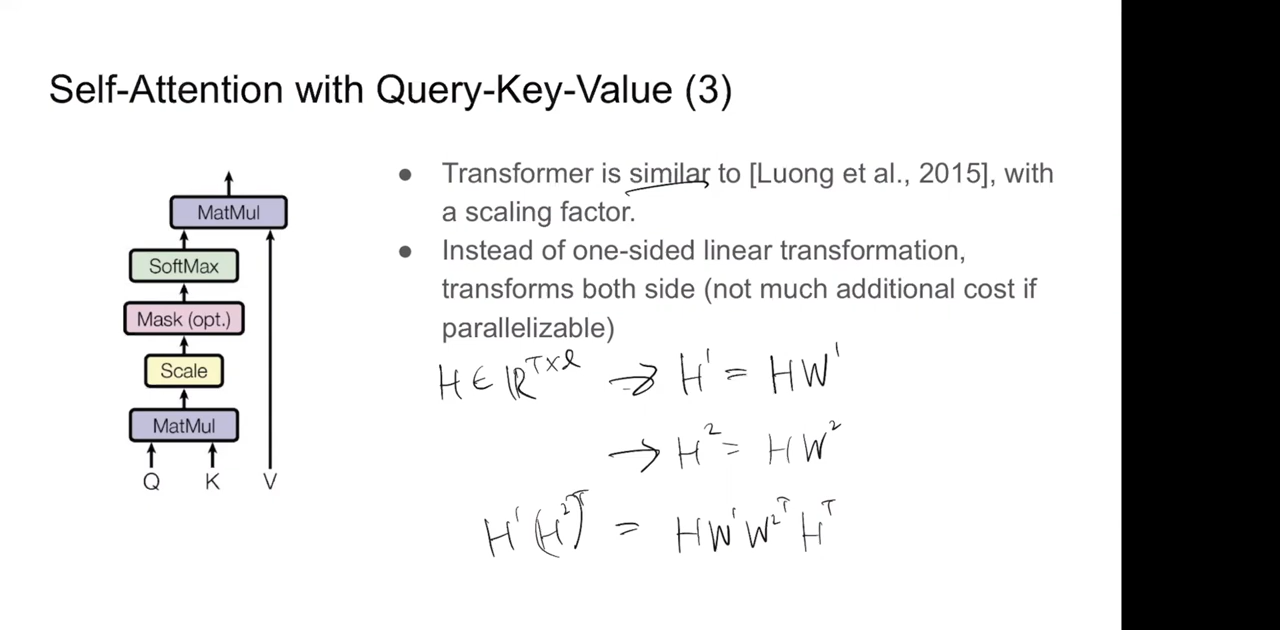 Self-Attention with Query-Key-Value (3)
MatMul
SoftMax
Mask (opt.)
Scale
MatMul
Q K V
● Transformer is similar to [Luong et al., 2015], with
a scaling factor.
● Instead of one-sided linear transformation,
transforms both side (not much additional cost if
parallelizable)
H ∈ ℝ^{T×l} → H¹ = HW¹
→ H² = HW²
H¹(H²)ᵀ = HW¹W²ᵀHᵀ